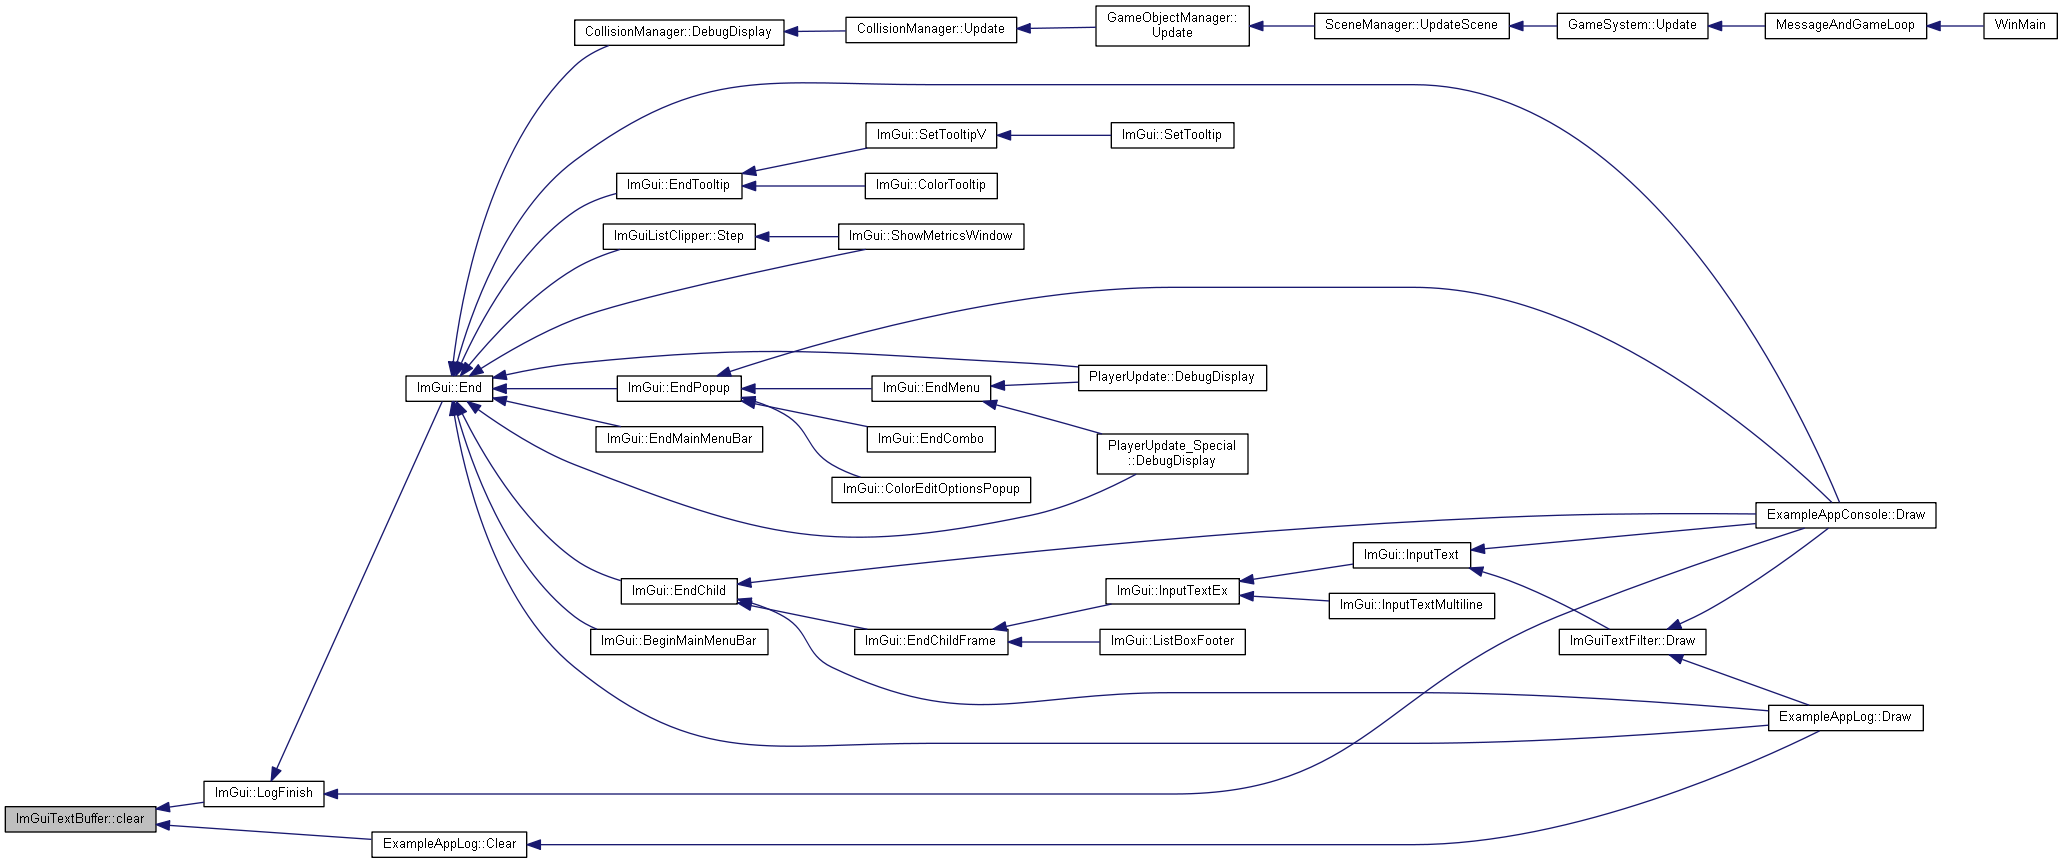 CollisionManager::DebugDisplay
CollisionManager::Update
GameObjectManager::
Update
SceneManager::UpdateScene
GameSystem::Update
MessageAndGameLoop
WinMain
ImGui::SetTooltipV
ImGui::SetTooltip
ImGui::EndTooltip
ImGui::ColorTooltip
ImGuiListClipper::Step
ImGui::ShowMetricsWindow
ImGui::End
ImGui::EndPopup
ImGui::EndMenu
PlayerUpdate::DebugDisplay
ImGui::EndMainMenuBar
ImGui::EndCombo
PlayerUpdate_Special
::DebugDisplay
ImGui::ColorEditOptionsPopup
ExampleAppConsole::Draw
ImGui::InputText
ImGui::EndChild
ImGui::InputTextEx
ImGui::InputTextMultiline
ImGui::BeginMainMenuBar
ImGui::EndChildFrame
ImGui::ListBoxFooter
ImGuiTextFilter::Draw
ExampleAppLog::Draw
ImGui::LogFinish
ImGuiTextBuffer::clear
ExampleAppLog::Clear